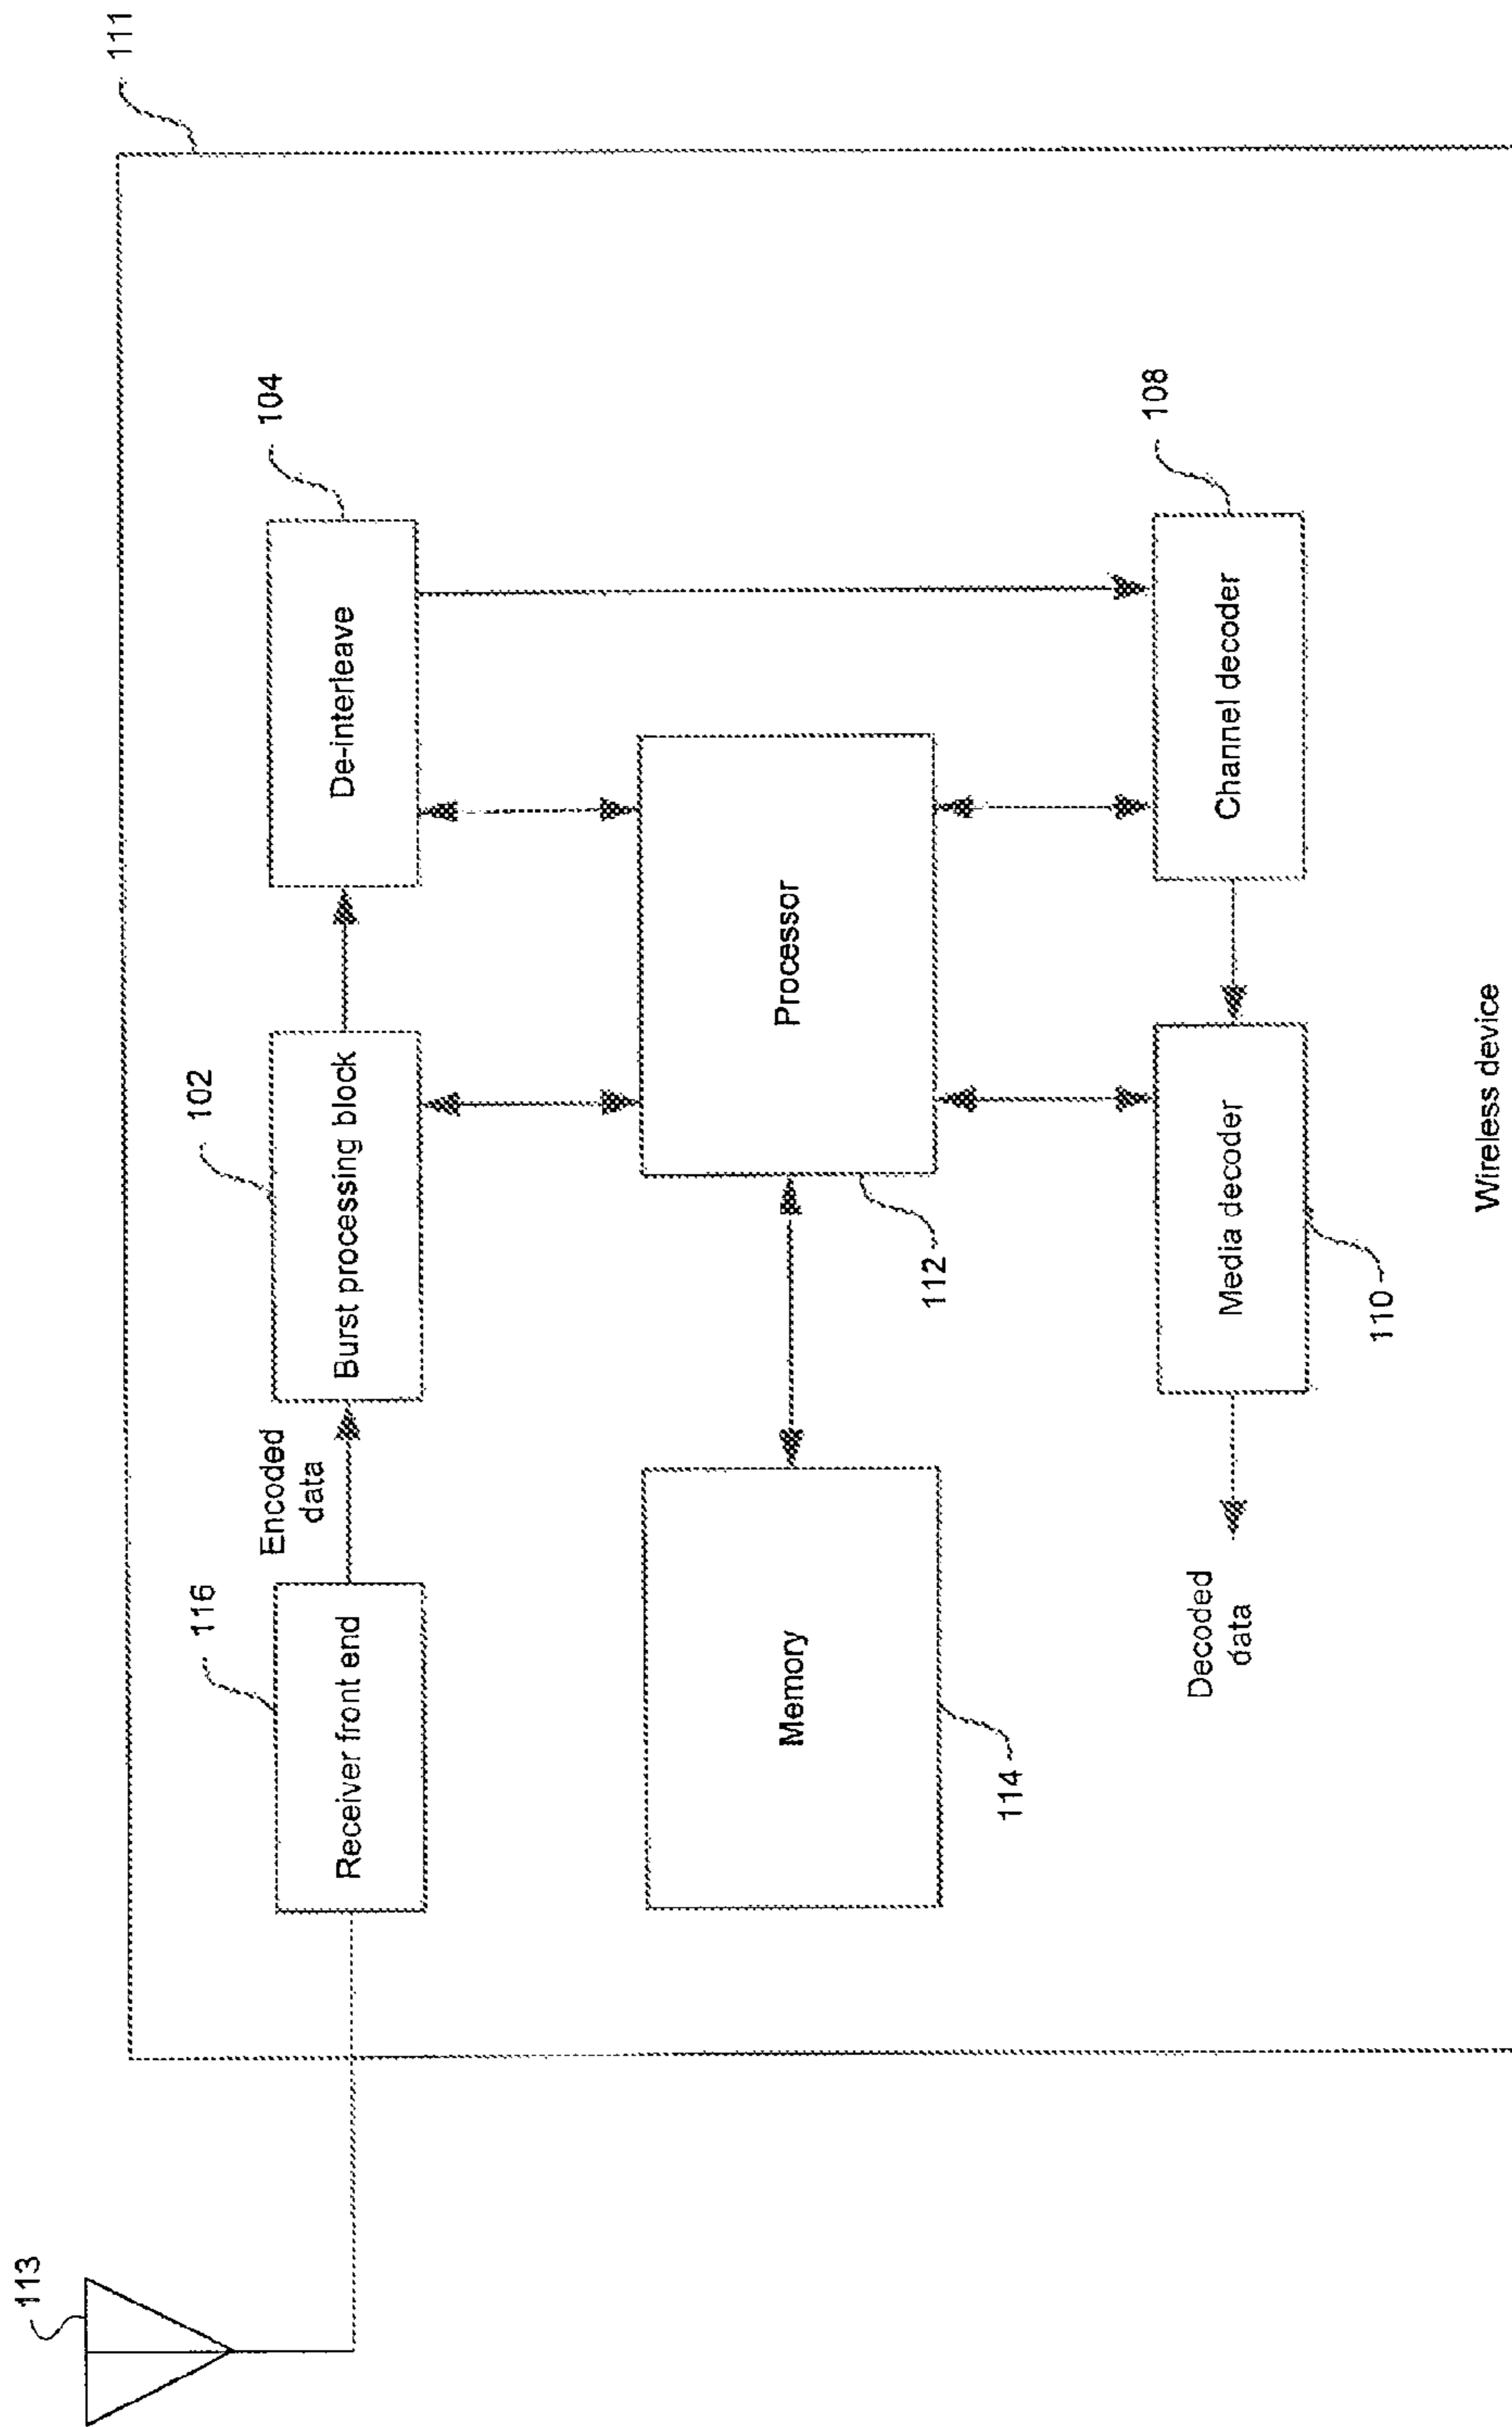 113
111
116
Receiver front end
Encoded
data
102
Burst processing block
104
De-interleave
Memory
114
Processor
112
Decoded
data
Media decoder
110
Channel decoder
108
Wireless device